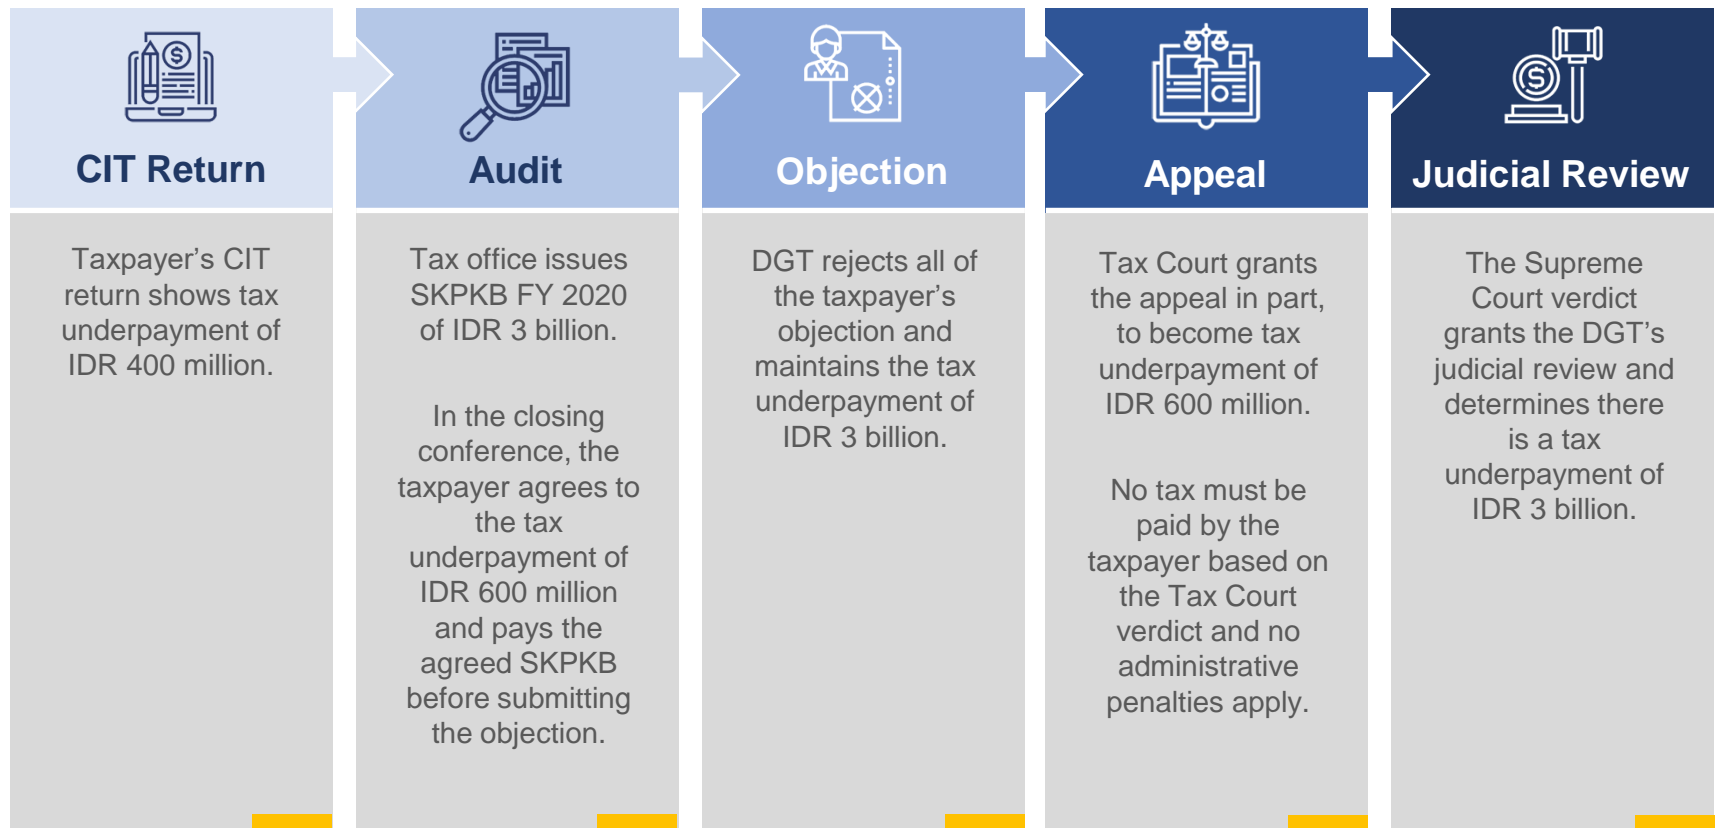 CIT Return
Taxpayer’s CIT
return shows tax
underpayment of
IDR 400 million.
Audit
Tax office issues
SKPKB FY 2020
of IDR 3 billion.
In the closing
conference, the
taxpayer agrees to
the tax
underpayment of
IDR 600 million
and pays the
agreed SKPKB
before submitting
the objection.
Objection
DGT rejects all of
the taxpayer’s
objection and
maintains the tax
underpayment of
IDR 3 billion.
Appeal
Tax Court grants
the appeal in part,
to become tax
underpayment of
IDR 600 million.
No tax must be
paid by the
taxpayer based on
the Tax Court
verdict and no
administrative
penalties apply.
Judicial Review
The Supreme
Court verdict
grants the DGT’s
judicial review and
determines there
is a tax
underpayment of
IDR 3 billion.